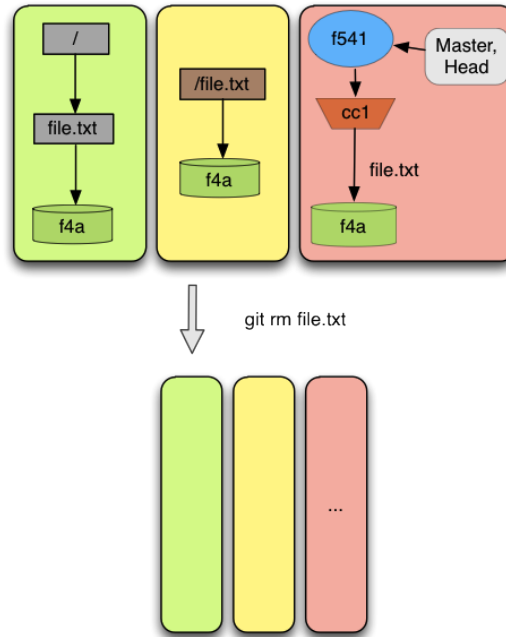 /
file.txt
f4a
/file.txt
f4a
f541
Master,
Head
cc1
file.txt
f4a
git rm file.txt
...